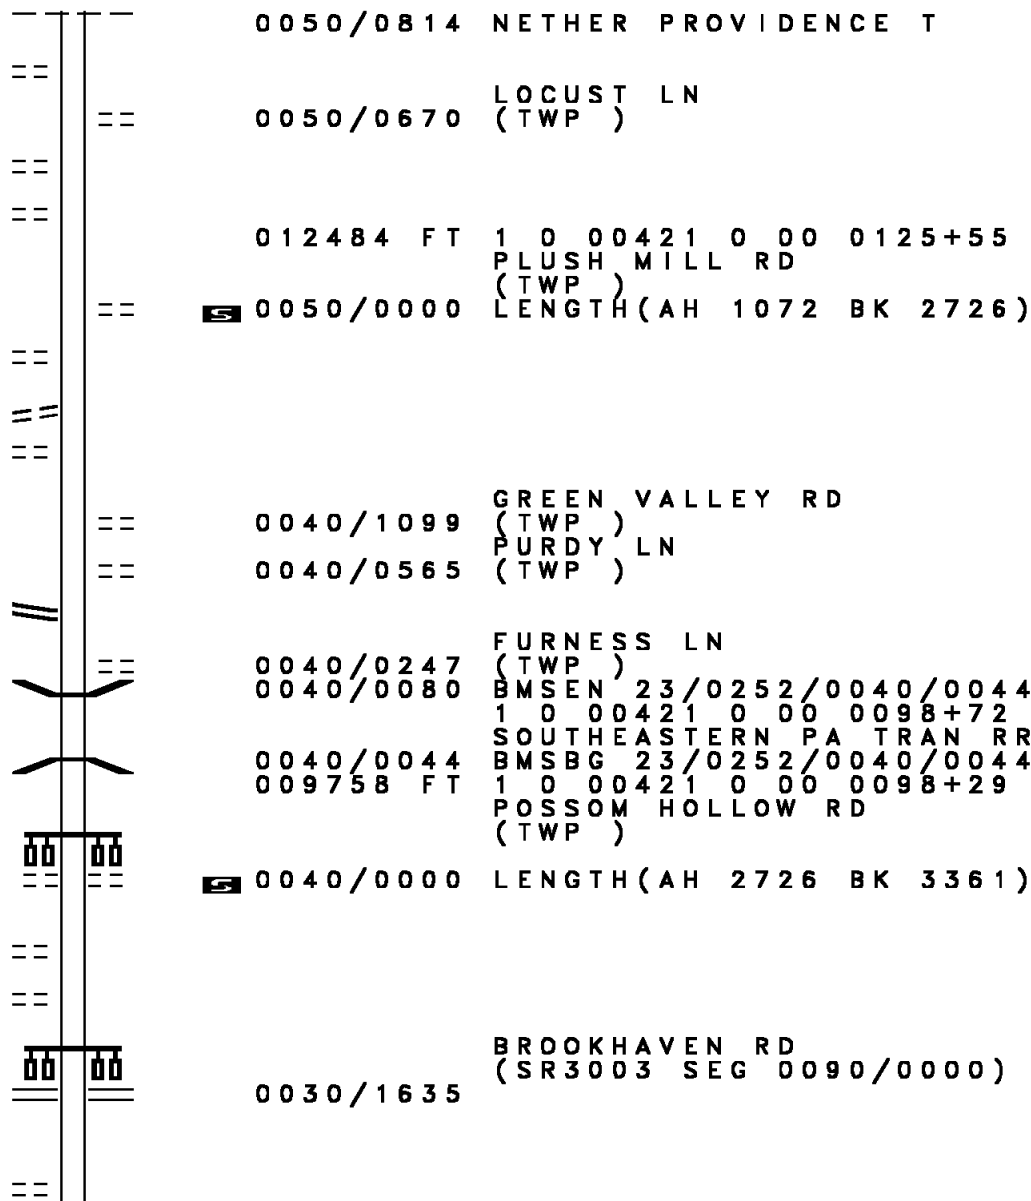 0050/0814 NETHER PROVIDENCE T
LOCUST LN
0050/0670 (TWP )
012484 FT 1 0 00421 0 00 0125+55
PLUSH MILL RD
(TWP )
S 0050/0000 LENGTH(AH 1072 BK 2726)
GREEN VALLEY RD
0040/1099 (TWP )
PURDY LN
0040/0565 (TWP )
FURNESS LN
0040/0247 (TWP )
0040/0080 BMSEN 23/0252/0040/0044
1 0 00421 0 00 0098+72
SOUTHEASTERN PA TRAN RR
0040/0044 BMSBG 23/0252/0040/0044
009758 FT 1 0 00421 0 00 0098+29
POSSOM HOLLOW RD
(TWP )
S 0040/0000 LENGTH(AH 2726 BK 3361)
BROOKHAVEN RD
(SR3003 SEG 0090/0000)
0030/1635